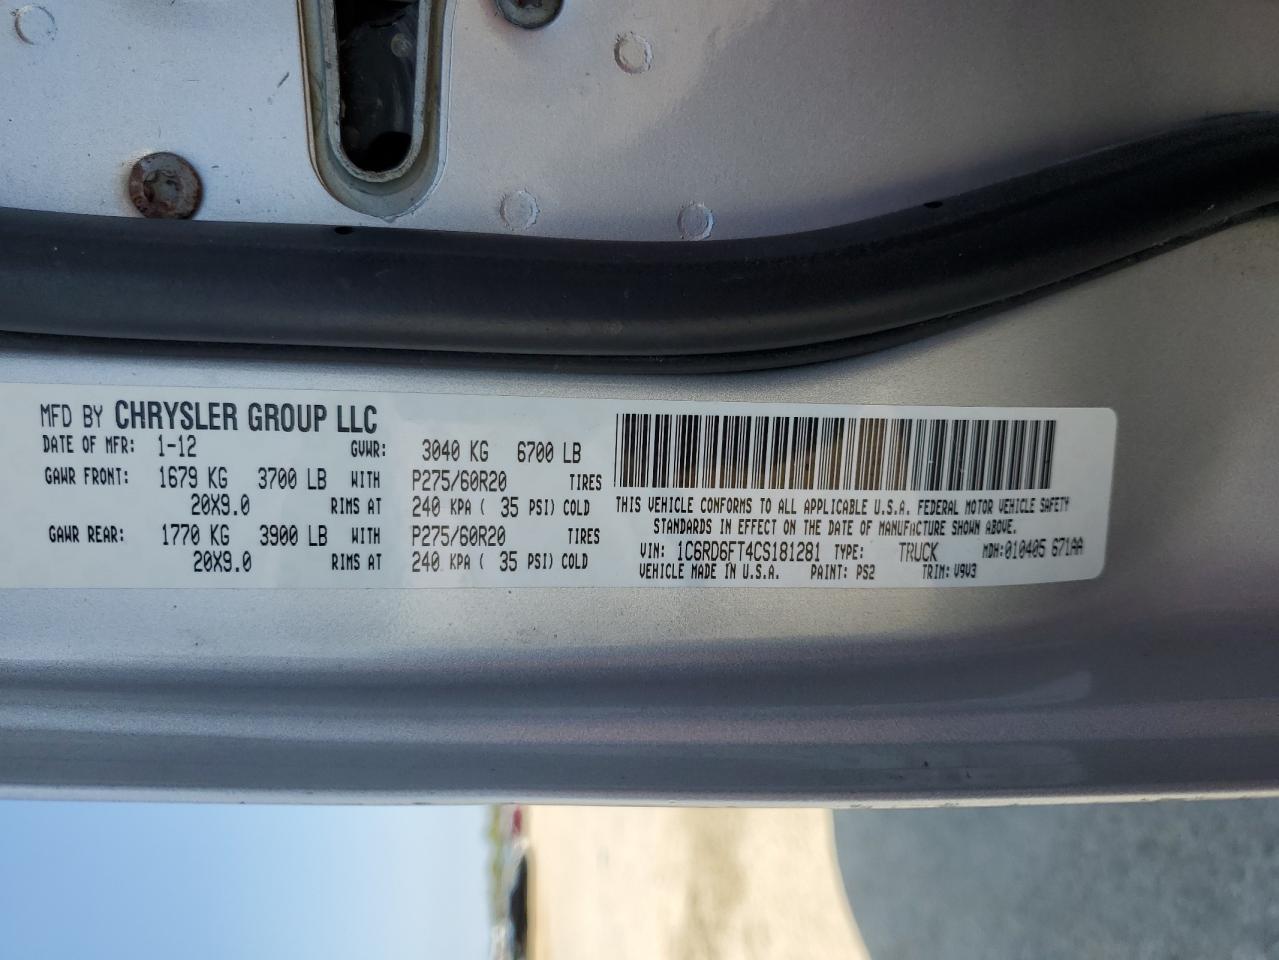 MFD BY CHRYSLER GROUP LLC
DATE OF MFR: 1-12 GVWR: 3040 KG 6700 LB
GAWR FRONT: 1679 KG 3700 LB WITH P275/60R20 TIRES
20X9.0 RIMS AT 240 KPA ( 35 PSI) COLD
GAWR REAR: 1770 KG 3900 LB WITH P275/60R20 TIRES
20X9.0 RIMS AT 240 KPA ( 35 PSI) COLD
THIS VEHICLE CONFORMS TO ALL APPLICABLE U.S.A. FEDERAL MOTOR VEHICLE SAFETY
STANDARDS IN EFFECT ON THE DATE OF MANUFACTURE SHOWN ABOVE.
VIN: 1C6RD6FT4CS181281 TYPE: TRUCK MDH:010405 671AA
VEHICLE MADE IN U.S.A. PAINT: PS2 TRIM: V9V3